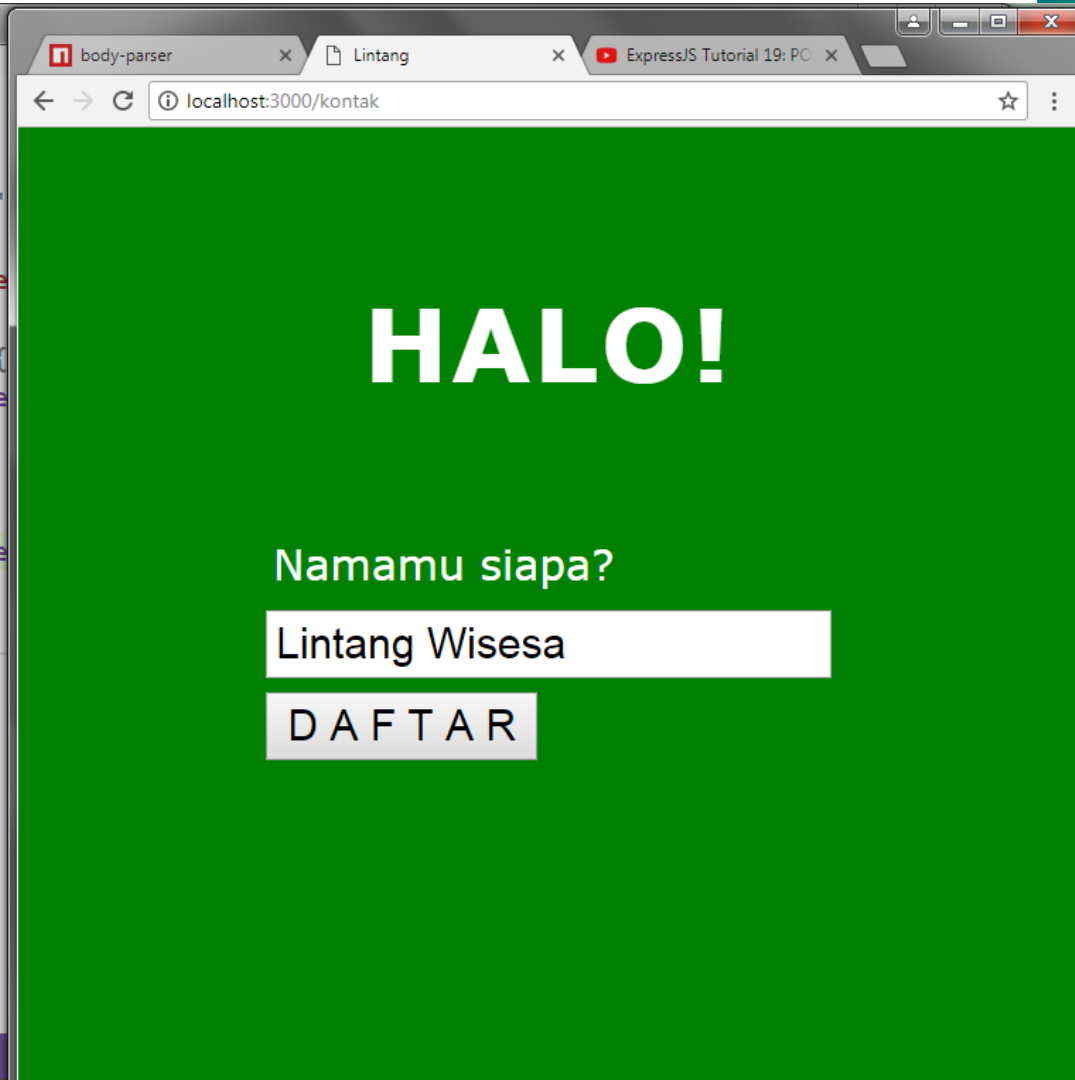 body-parser
Lintang
ExpressJS Tutorial 19: PO
localhost:3000/kontak
HALO!
Namamu siapa?
Lintang Wisesa
D A F T A R